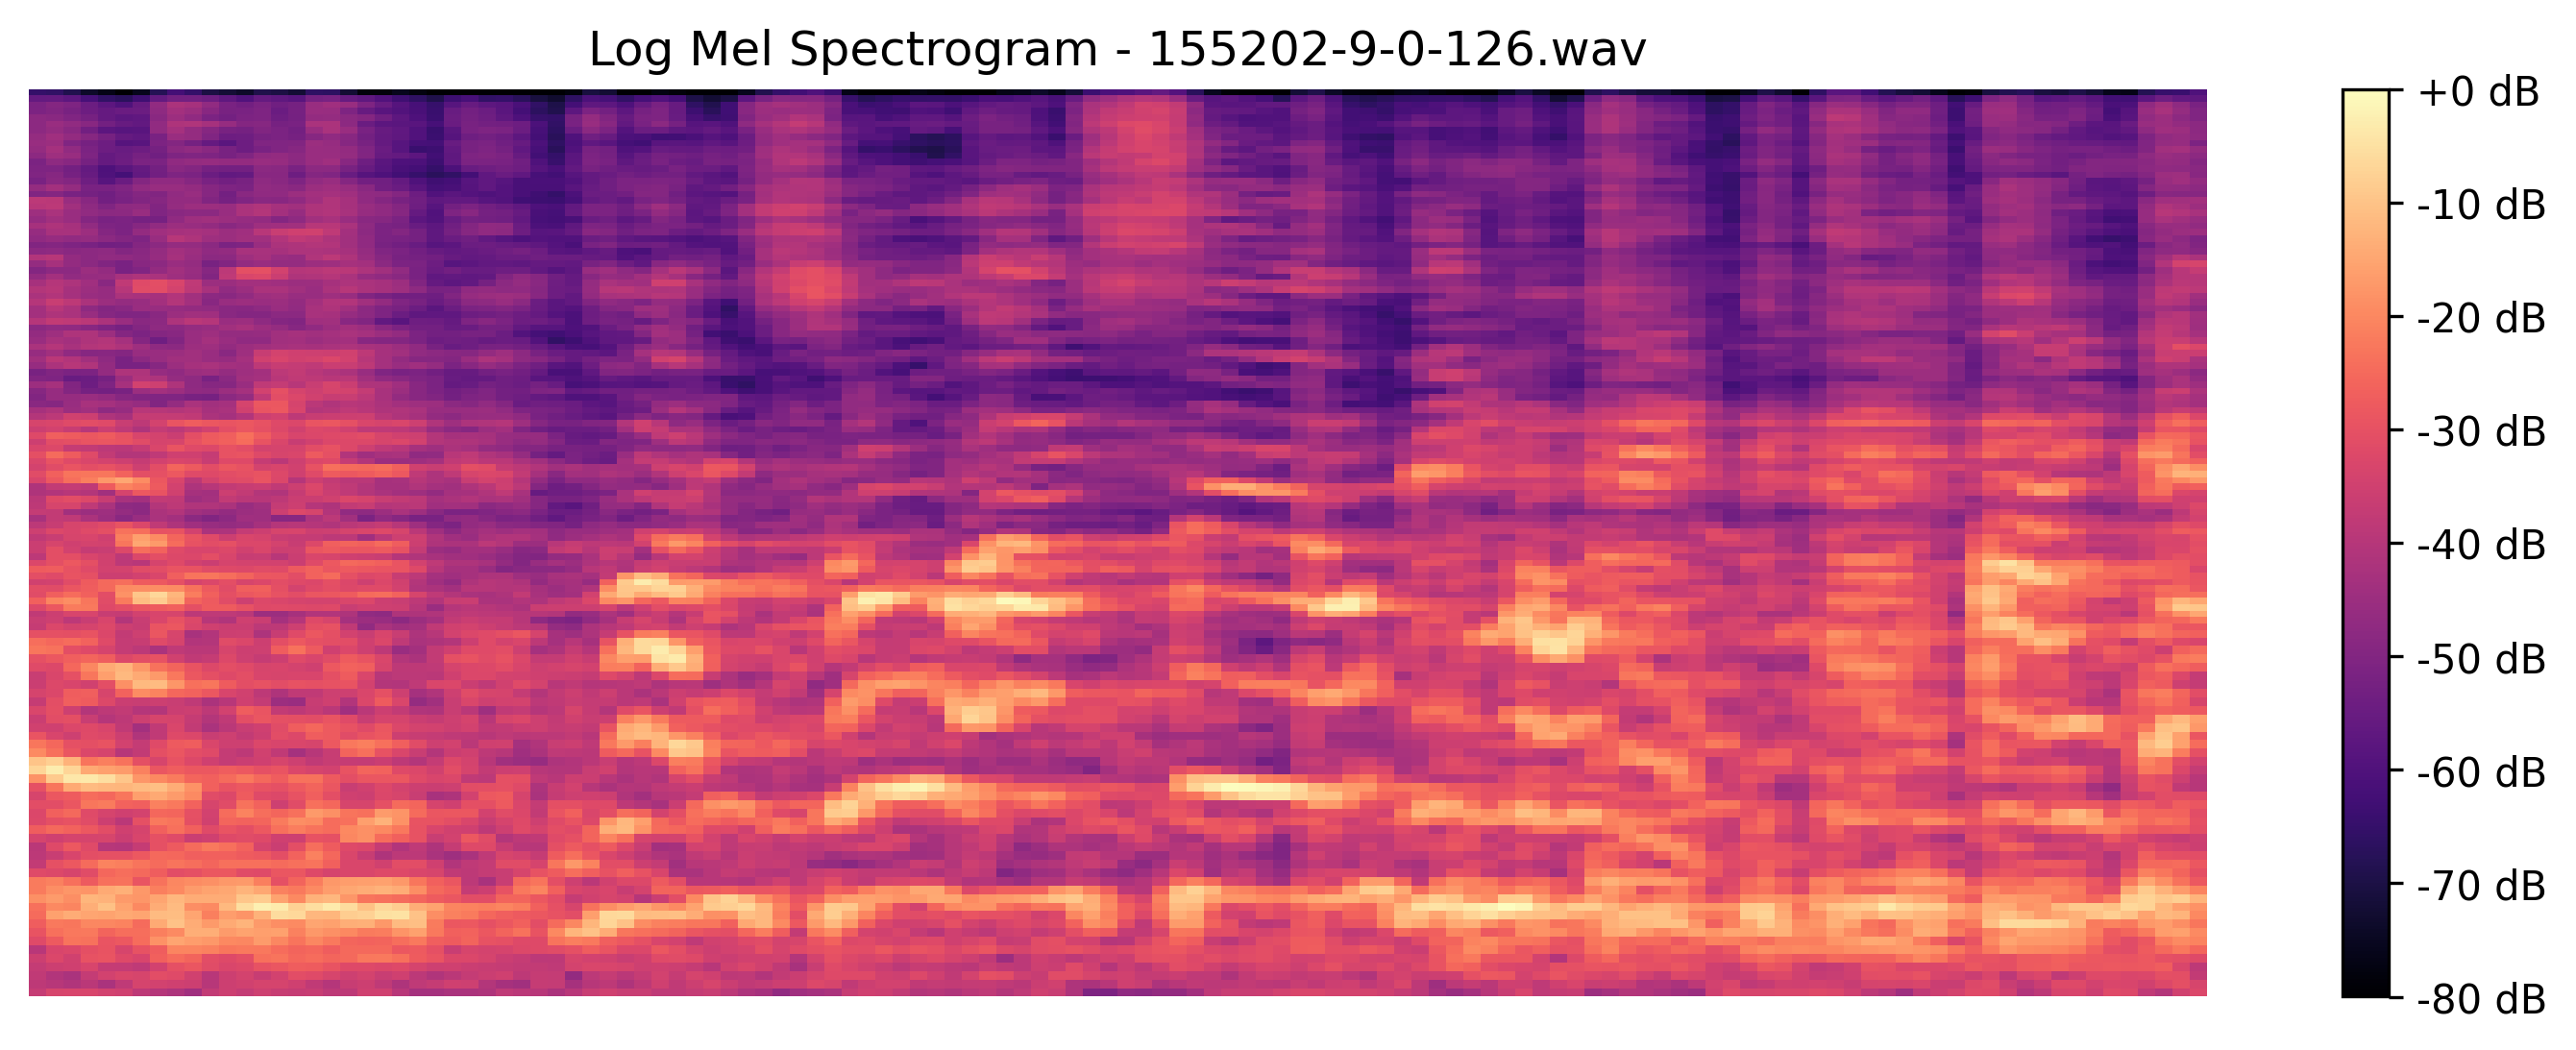 Log Mel Spectrogram - 155202-9-0-126.wav
+0 dB
-10 dB
-20 dB
-30 dB
-40 dB
-50 dB
-60 dB
-70 dB
-80 dB